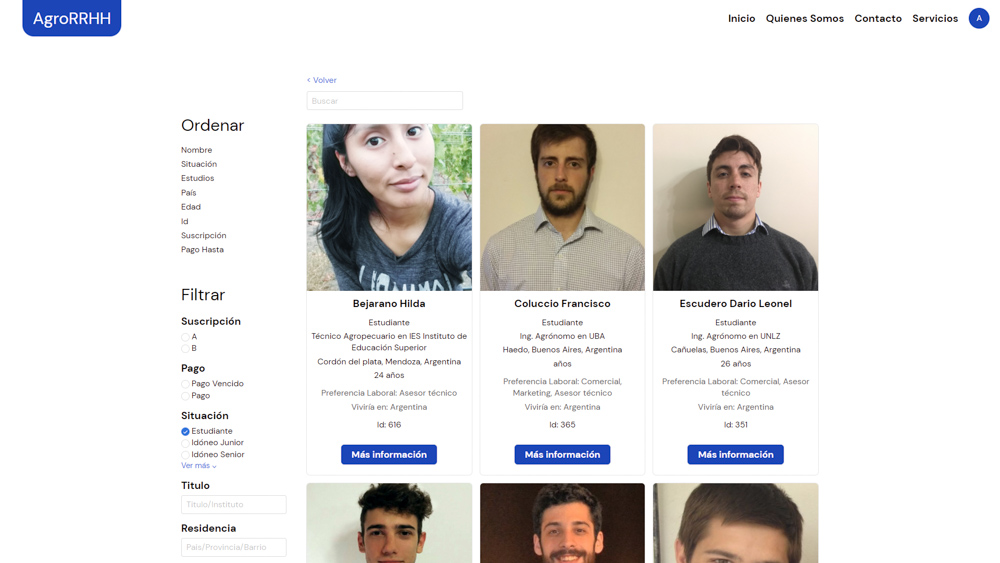 AgroRRHH
Inicio Quienes Somos Contacto Servicios A
< Volver
Buscar
Ordenar
Nombre
Situación
Estudios
País
Edad
Id
Suscripción
Pago Hasta
Filtrar
Suscripción
A
B
Pago
Pago Vencido
Pago
Situación
Estudiante
Idóneo Junior
Idóneo Senior
Ver más
Titulo
Título/Instituto
Residencia
País/Provincia/Barrio
Bejarano Hilda
Estudiante
Técnico Agropecuario en IES Instituto de
Educación Superior
Cordón del plata, Mendoza, Argentina
24 años
Preferencia Laboral: Asesor técnico
Viviría en: Argentina
Id: 616
Más información
Coluccio Francisco
Estudiante
Ing. Agrónomo en UBA
Haedo, Buenos Aires, Argentina
años
Preferencia Laboral: Comercial,
Marketing, Asesor técnico
Viviría en: Argentina
Id: 365
Más información
Escudero Dario Leonel
Estudiante
Ing. Agrónomo en UNLZ
Cañuelas, Buenos Aires, Argentina
26 años
Preferencia Laboral: Comercial, Asesor
técnico
Viviría en: Argentina
Id: 351
Más información